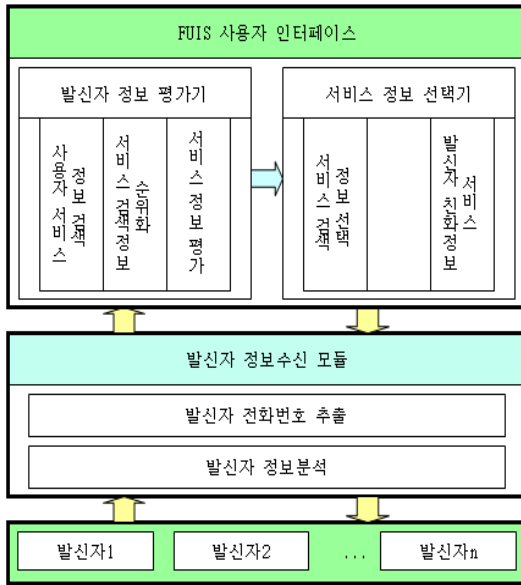 FUIS 사용자 인터페이스
발신자 정보 평가기
사용자 서비스
정보 검색
서비스 검색정보
순위화
서비스 정보 평가
서비스 정보 선택기
서비스 검색
정보 선택
발신자 친화정보
서비스
발신자 정보수신 모듈
발신자 전화번호 추출
발신자 정보분석
발신자1
발신자2
...
발신자n